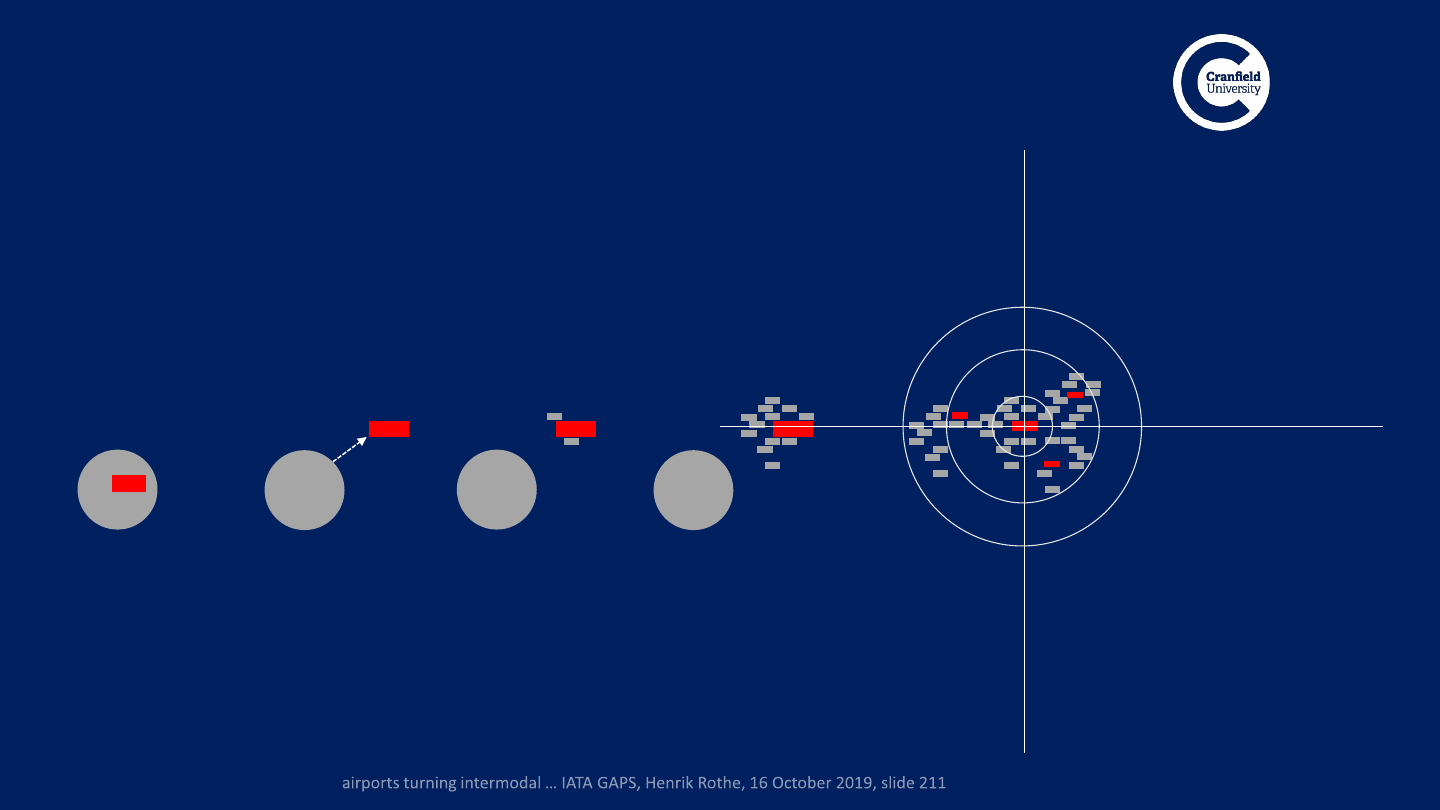 Cranfield
University
airports turning intermodal … IATA GAPS, Henrik Rothe, 16 October 2019, slide 211